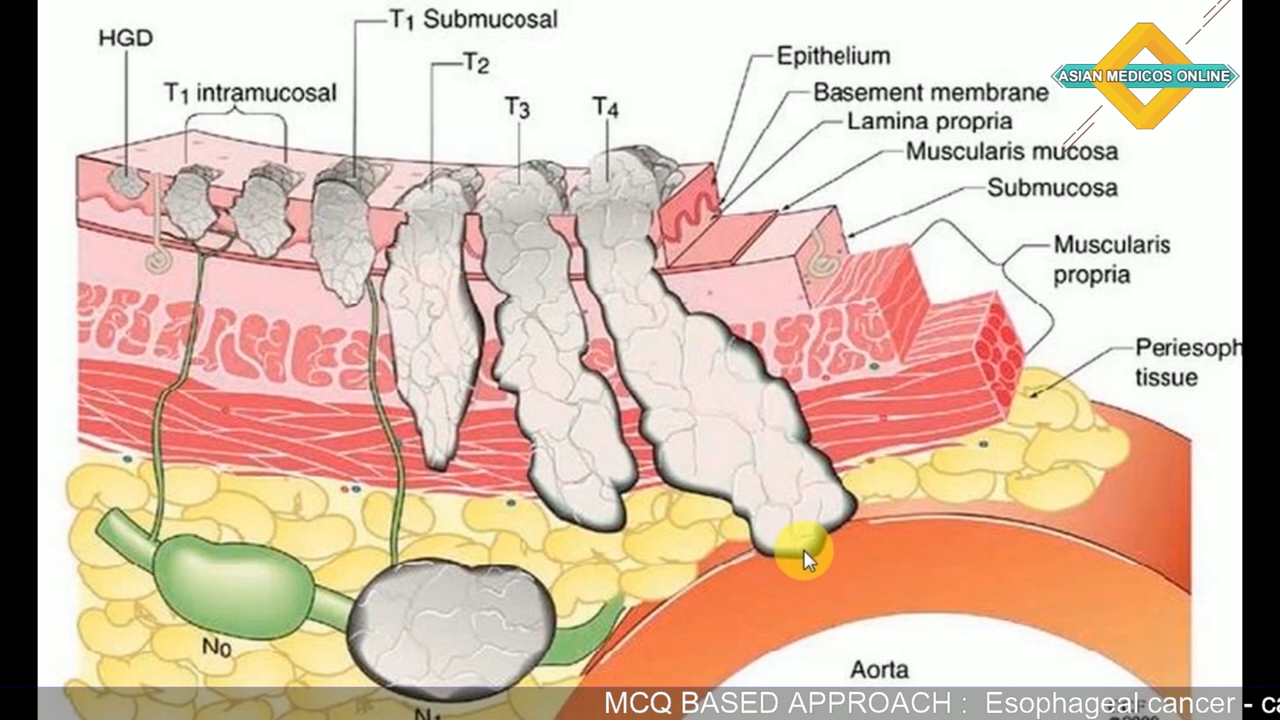 T1 Submucosal
HGD
T2
T1 intramucosal
T3
T4
Epithelium
Basement membrane
Lamina propria
Muscularis mucosa
Submucosa
Muscularis
propria
Periesoph
tissue
ASIAN MEDICOS ONLINE
N0
N1
Aorta
MCQ BASED APPROACH : Esophageal cancer - ca